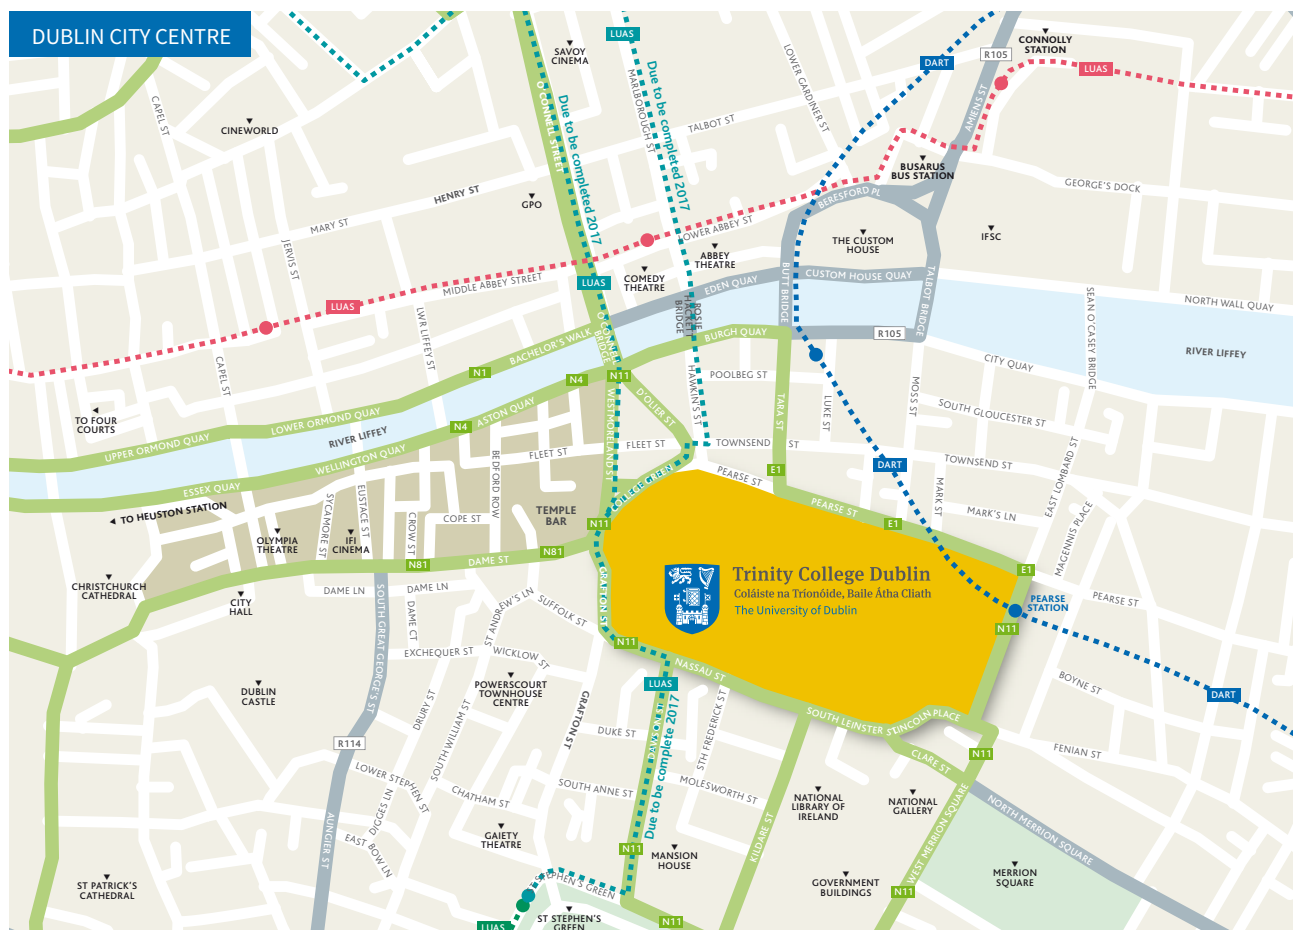 DUBLIN CITY CENTRE
LUAS
SAVOY
CINEMA
CONNOLLY
STATION
R105
DART
LUAS
CAPEL ST
CINEWORLD
O'CONNELL STREET
Due to be completed 2017
MARLBOROUGH ST
Due to be completed 2017
TALBOT ST
LOWER GARDINER ST
AMIENS ST
BUSARUS
BUS STATION
GEORGE'S DOCK
HENRY ST
GPO
BERESFORD PL
MARY ST
JERVIS ST
LOWER ABBEY ST
ABBEY
THEATRE
THE CUSTOM
HOUSE
IFSC
COMEDY
THEATRE
MIDDLE ABBEY STREET
LUAS
LUAS
EDEN QUAY
BUTT BRIDGE
CUSTOM HOUSE QUAY
TALBOT BRIDGE
SEAN O'CASEY BRIDGE
NORTH WALL QUAY
RIVER LIFFEY
LWR LIFFEY ST
BACHELOR'S WALK
O'CONNELL
BRIDGE
ROSIE
HACKETT
BRIDGE
BURGH QUAY
R105
CITY QUAY
CAPEL ST
N1
N4
N11
POOLBEG ST
HAWKIN'S ST
TARA ST
LUKE ST
MOSS ST
SOUTH GLOUCESTER ST
TO FOUR
COURTS
UPPER ORMOND QUAY
LOWER ORMOND QUAY
RIVER LIFFEY
N4
ASTON QUAY
WELLINGTON QUAY
ESSEX QUAY
WESTMORELAND ST
D'OLIER ST
FLEET ST
FLEET ST
TOWNSEND ST
TOWNSEND ST
EAST LOMBARD ST
DART
E1
PEARSE ST
PEARSE ST
E1
MARK ST
MARK'S LN
MAGENNIS PLACE
TO HEUSTON STATION
BEDFORD ROW
SYCAMORE ST
EUSTACE ST
CROW ST
COPE ST
TEMPLE
BAR
COLLEGE GREEN
N11
OLYMPIA
THEATRE
IFI
CINEMA
N81
DAME ST
N81
Trinity College Dublin
Coláiste na Tríonóide, Baile Átha Cliath
The University of Dublin
E1
PEARSE
STATION
PEARSE ST
N11
CHRISTCHURCH
CATHEDRAL
CITY
HALL
DAME LN
DAME LN
DAME CT
SOUTH GREAT GEORGE'S ST
ST ANDREW'S LN
SUFFOLK ST
GRAFTON ST
N11
EXCHEQUER ST
WICKLOW ST
NASSAU ST
LUAS
DUBLIN
CASTLE
POWERSCOURT
TOWNHOUSE
CENTRE
DRURY ST
SOUTH WILLIAM ST
GRAFTON ST
DUKE ST
DAWSON ST
Due to be complete 2017
STH FREDERICK ST
SOUTH LEINSTER ST
LINCOLN PLACE
BOYNE ST
DART
FENIAN ST
R114
LOWER STEPHEN ST
CHATHAM ST
SOUTH ANNE ST
MOLESWORTH ST
CLARE ST
N11
NATIONAL
LIBRARY OF
IRELAND
NATIONAL
GALLERY
NORTH MERRION SQUARE
DIGGES LN
EAST BOW LN
AUNGIER ST
GAIETY
THEATRE
N11
MANSION
HOUSE
KILDARE ST
WEST MERRION SQUARE
MERRION
SQUARE
ST PATRICK'S
CATHEDRAL
ST STEPHEN'S GREEN
GOVERNMENT
BUILDINGS
N11
LUAS
ST STEPHEN'S
GREEN
N11